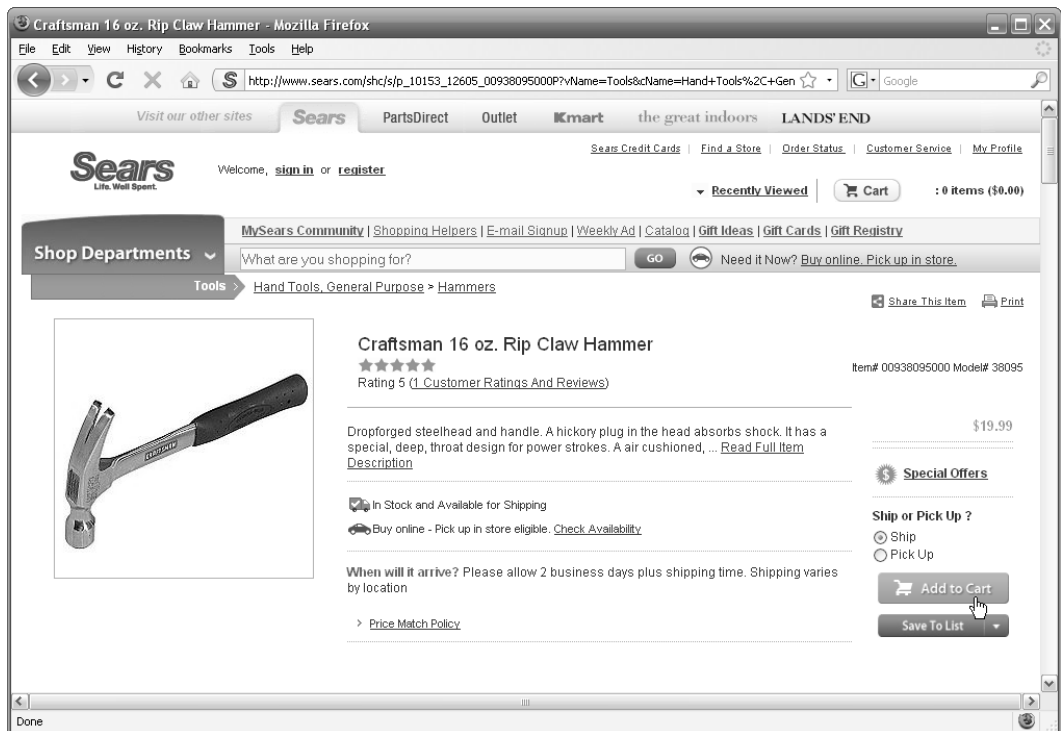 Craftsman 16 oz. Rip Claw Hammer - Mozilla Firefox
File Edit View History Bookmarks Tools Help
S http://www.sears.com/shc/s/p_10153_12605_00938095000P?vName=Tools&cName=Hand+Tools%2C+Gen G Google
Visit our other sites Sears PartsDirect Outlet Kmart the great indoors LANDS' END
Sears Credit Cards | Find a Store | Order Status | Customer Service | My Profile
Sears
Life. Well Spent.
Welcome, sign in or register
Recently Viewed Cart : 0 items ($0.00)
MySears Community | Shopping Helpers | E-mail Signup | Weekly Ad | Catalog | Gift Ideas | Gift Cards | Gift Registry
Shop Departments
What are you shopping for? GO Need it Now? Buy online. Pick up in store.
Tools > Hand Tools, General Purpose > Hammers
Share This Item Print
Craftsman 16 oz. Rip Claw Hammer
Rating 5 (1 Customer Ratings And Reviews)
Item# 00938095000 Model# 38095
$19.99
Dropforged steelhead and handle. A hickory plug in the head absorbs shock. It has a
special, deep, throat design for power strokes. A air cushioned, ... Read Full Item
Description
CRAFTSMAN
$ Special Offers
In Stock and Available for Shipping
Buy online - Pick up in store eligible. Check Availability
Ship or Pick Up ?
Ship
Pick Up
When will it arrive? Please allow 2 business days plus shipping time. Shipping varies
by location
Add to Cart
> Price Match Policy
Save To List
Done